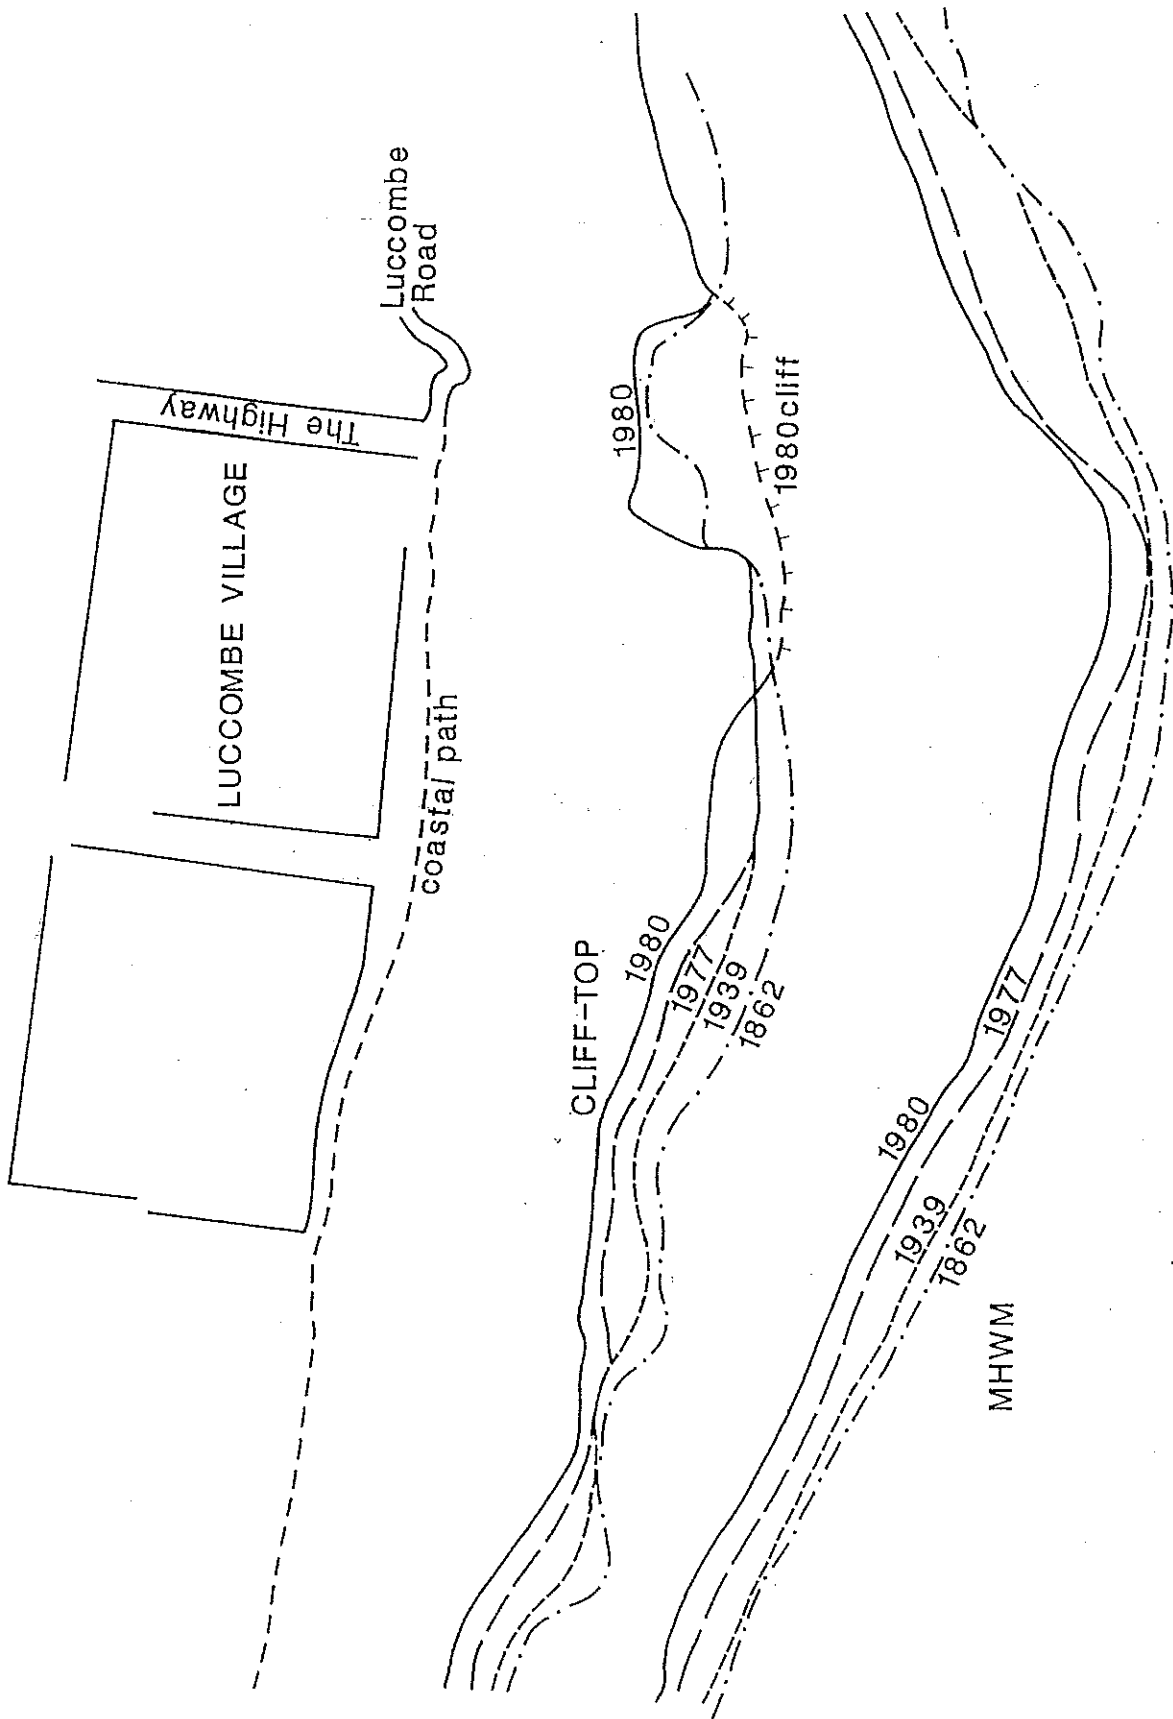 Luccombe
Road
The Highway
LUCCOMBE VILLAGE
coastal path
1980
1980cliff
CLIFF-TOP
1980
1977
1939
1862
1977
1980
1939
1862
MHWM